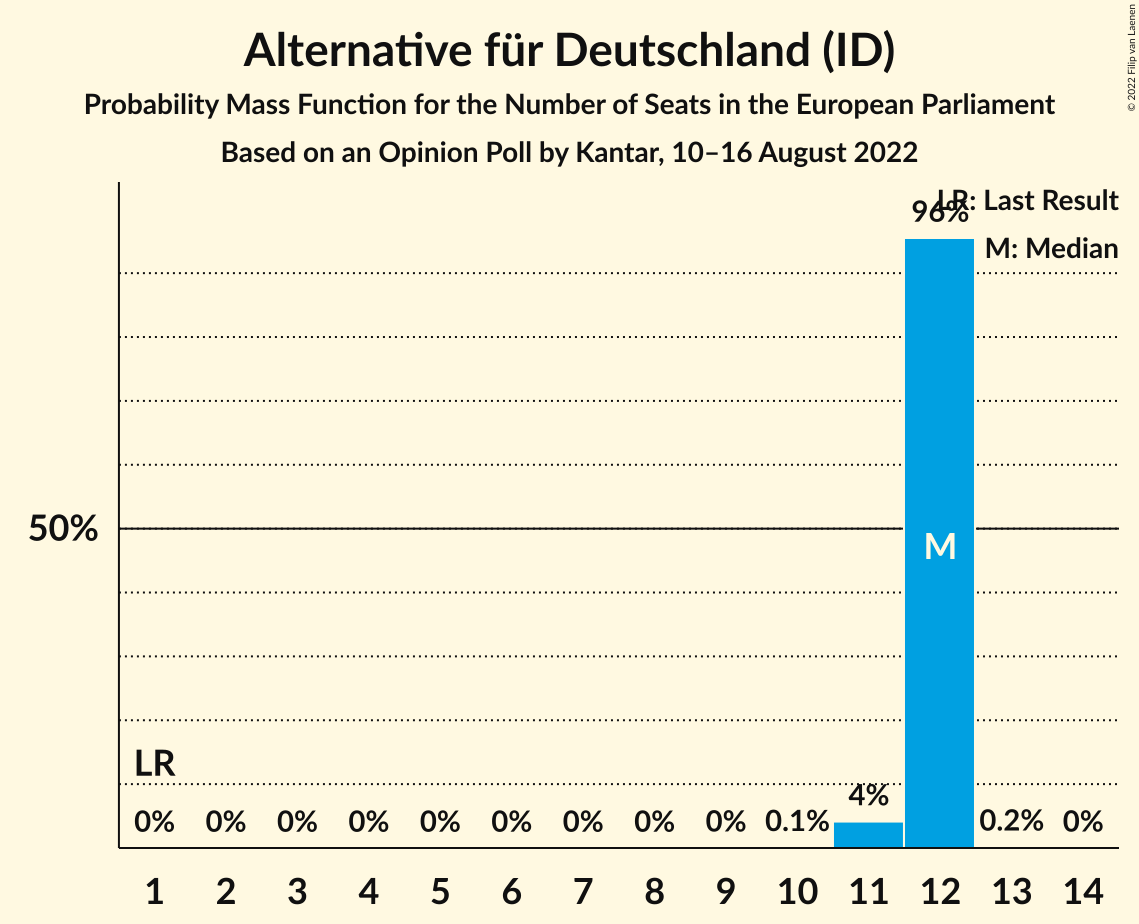 Alternative für Deutschland (ID)
Probability Mass Function for the Number of Seats in the European Parliament
Based on an Opinion Poll by Kantar, 10–16 August 2022
© 2022 Filip van Laenen
LR: Last Result
96%
M: Median
50%
M
LR
4%
0% 0% 0% 0% 0% 0% 0% 0% 0% 0.1% 0.2% 0%
1 2 3 4 5 6 7 8 9 10 11 12 13 14